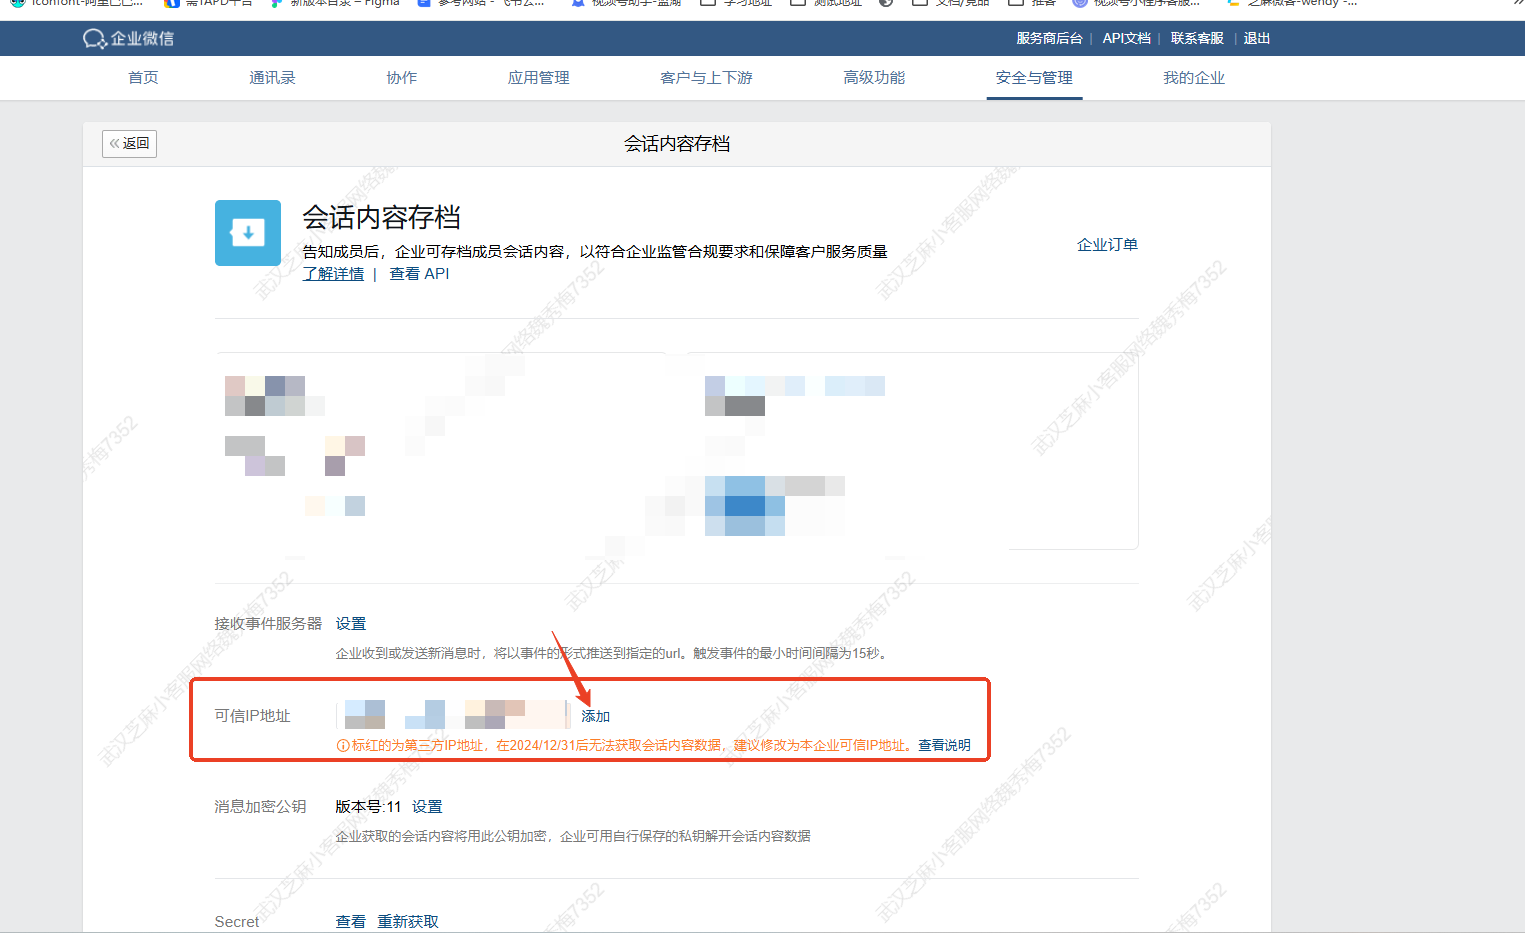 企业微信
服务商后台 | API文档 | 联系客服 | 退出
首页 通讯录 协作 应用管理 客户与上下游 高级功能 安全与管理 我的企业
« 返回
会话内容存档
会话内容存档
告知成员后，企业可存档成员会话内容，以符合企业监管合规要求和保障客户服务质量
企业订单
了解详情 | 查看 API
接收事件服务器 设置
企业收到或发送新消息时，将以事件的形式推送到指定的url。触发事件的最小时间间隔为15秒。
可信IP地址 添加
标红的为第三方IP地址，在2024/12/31后无法获取会话内容数据，建议修改为本企业可信IP地址。查看说明
消息加密公钥 版本号:11 设置
企业获取的会话内容将用此公钥加密，企业可用自行保存的私钥解开会话内容数据
Secret 查看 重新获取
武汉芝麻小客服网络魏秀梅7352